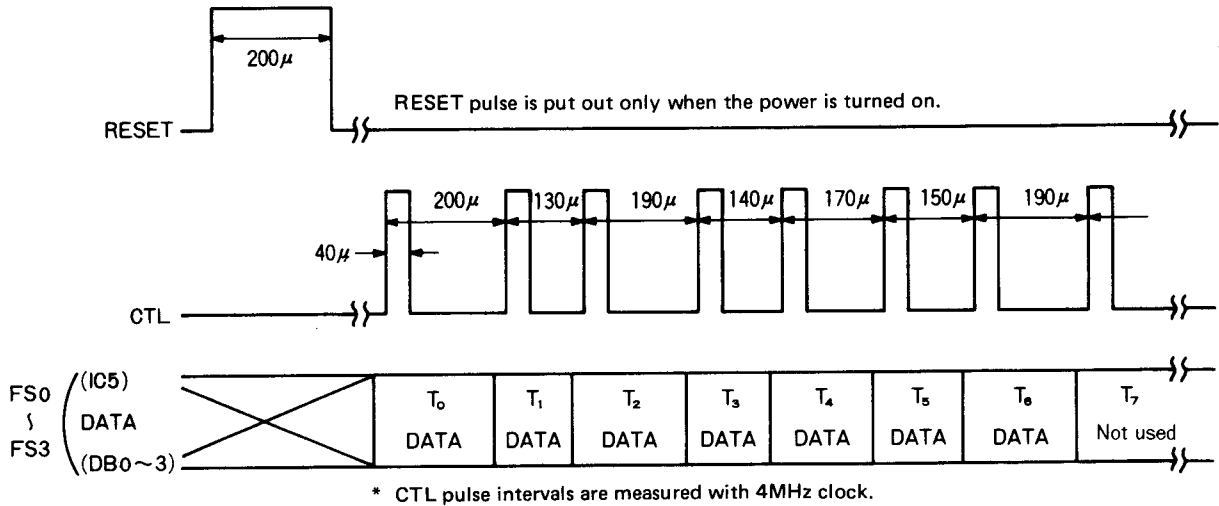 200μ
RESET pulse is put out only when the power is turned on.
RESET
200μ 130μ 190μ 140μ 170μ 150μ 190μ
40μ
CTL
FS0 ∫ FS3
(IC5)
DATA
(DB0~3)
T₀ T₁ T₂ T₃ T₄ T₅ T₆ T₇
DATA DATA DATA DATA DATA DATA DATA Not used
* CTL pulse intervals are measured with 4MHz clock.